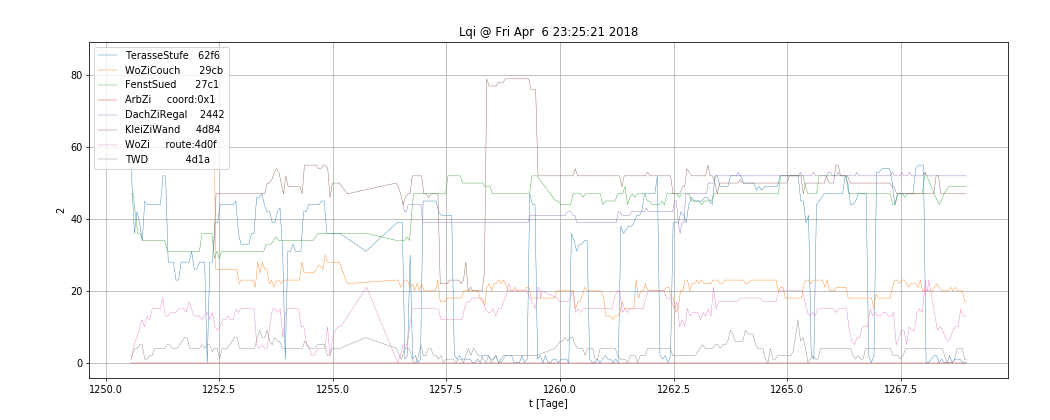 Lqi @ Fri Apr  6 23:25:21 2018
TerasseStufe 62f6
WoZiCouch 29cb
FenstSued 27c1
ArbZi coord:0x1
DachZiRegal 2442
KleiZiWand 4d84
WoZi route:4d0f
TWD 4d1a
80
60
40
20
0
2
1250.0 1252.5 1255.0 1257.5 1260.0 1262.5 1265.0 1267.5
t [Tage]